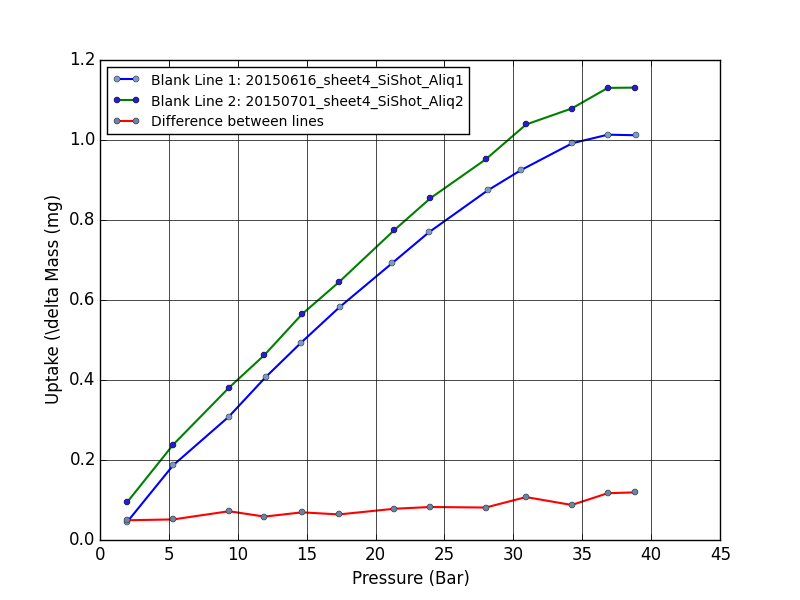 1.2
1.0
0.8
0.6
0.4
0.2
0.0
Uptake (\delta Mass (mg)
Blank Line 1: 20150616_sheet4_SiShot_Aliq1
Blank Line 2: 20150701_sheet4_SiShot_Aliq2
Difference between lines
0 5 10 15 20 25 30 35 40 45
Pressure (Bar)